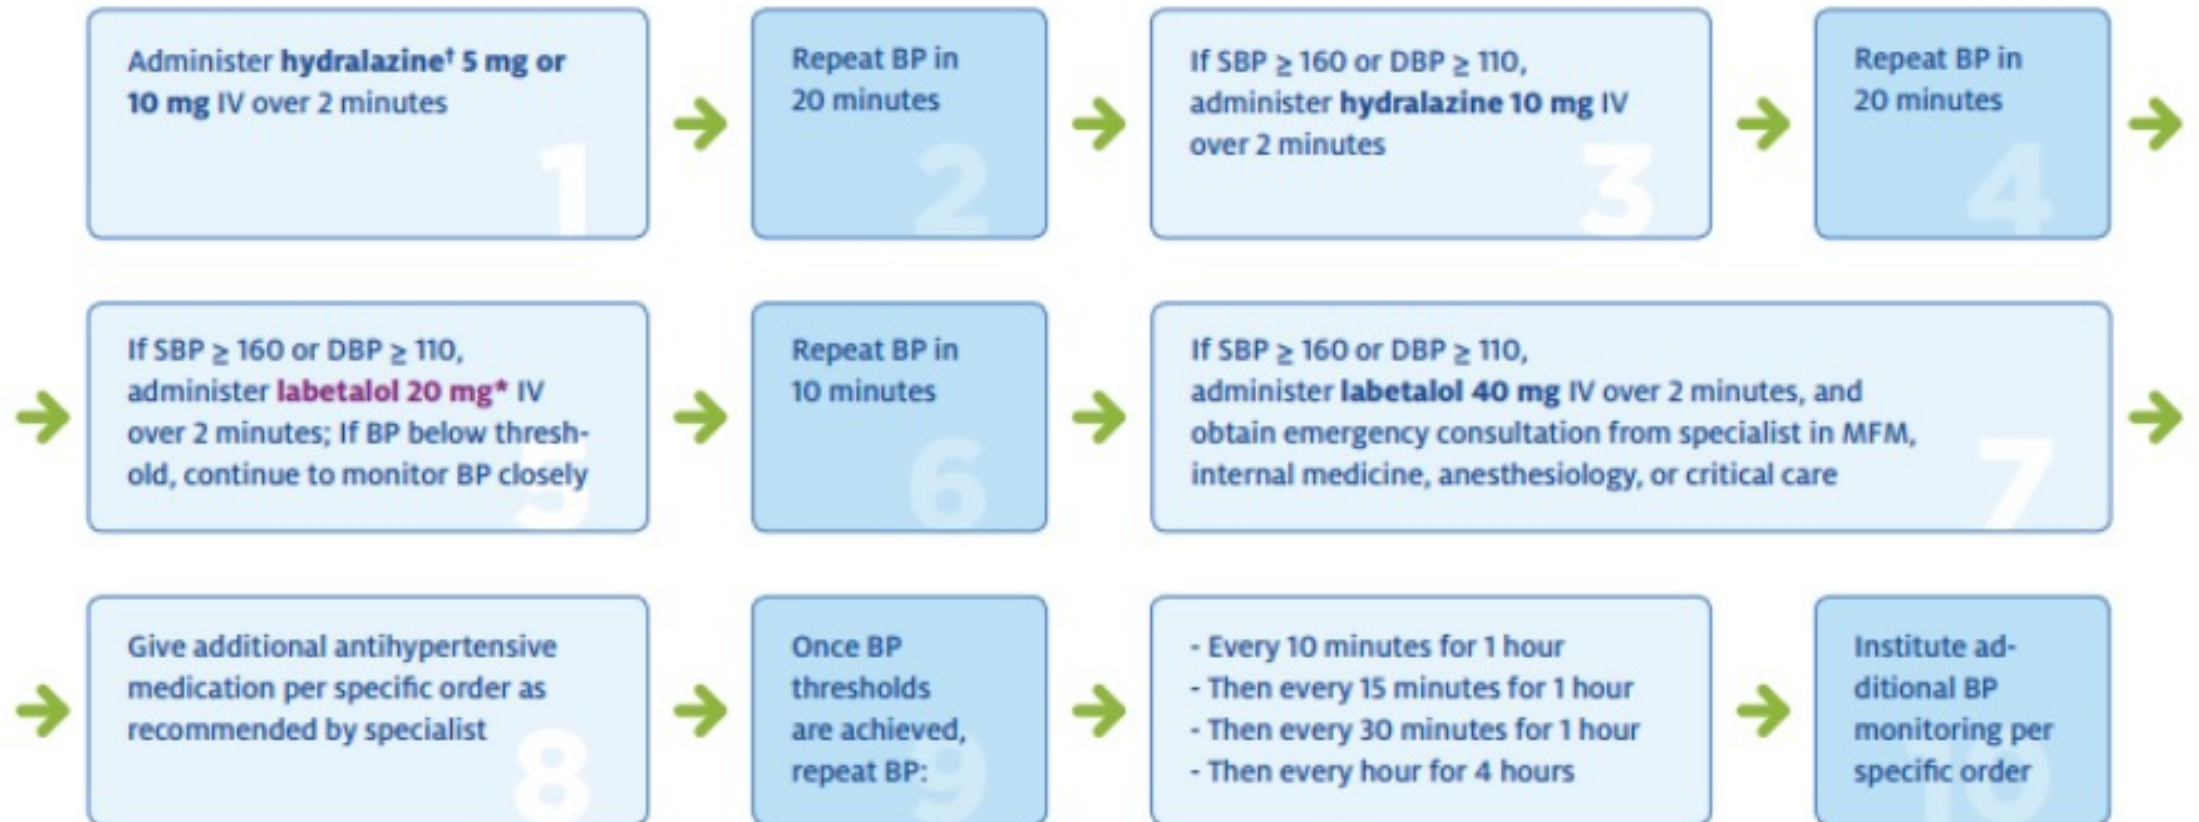 Administer hydralazine† 5 mg or
10 mg IV over 2 minutes
1
Repeat BP in
20 minutes
2
If SBP ≥ 160 or DBP ≥ 110,
administer hydralazine 10 mg IV
over 2 minutes
3
Repeat BP in
20 minutes
4
If SBP ≥ 160 or DBP ≥ 110,
administer labetalol 20 mg* IV
over 2 minutes; If BP below thresh-
old, continue to monitor BP closely
5
Repeat BP in
10 minutes
6
If SBP ≥ 160 or DBP ≥ 110,
administer labetalol 40 mg IV over 2 minutes, and
obtain emergency consultation from specialist in MFM,
internal medicine, anesthesiology, or critical care
7
Give additional antihypertensive
medication per specific order as
recommended by specialist
8
Once BP
thresholds
are achieved,
repeat BP:
9
- Every 10 minutes for 1 hour
- Then every 15 minutes for 1 hour
- Then every 30 minutes for 1 hour
- Then every hour for 4 hours
Institute ad-
ditional BP
monitoring per
specific order
10